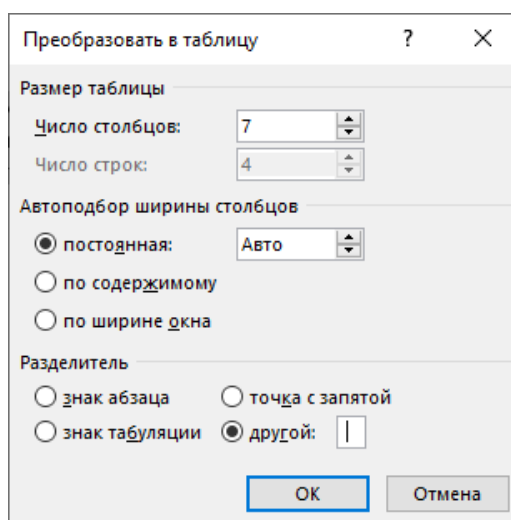 Преобразовать в таблицу ? ×
Размер таблицы
Число столбцов: 7
Число строк: 4
Автоподбор ширины столбцов
постоянная: Авто
по содержимому
по ширине окна
Разделитель
знак абзаца точка с запятой
знак табуляции другой: |
ОК Отмена